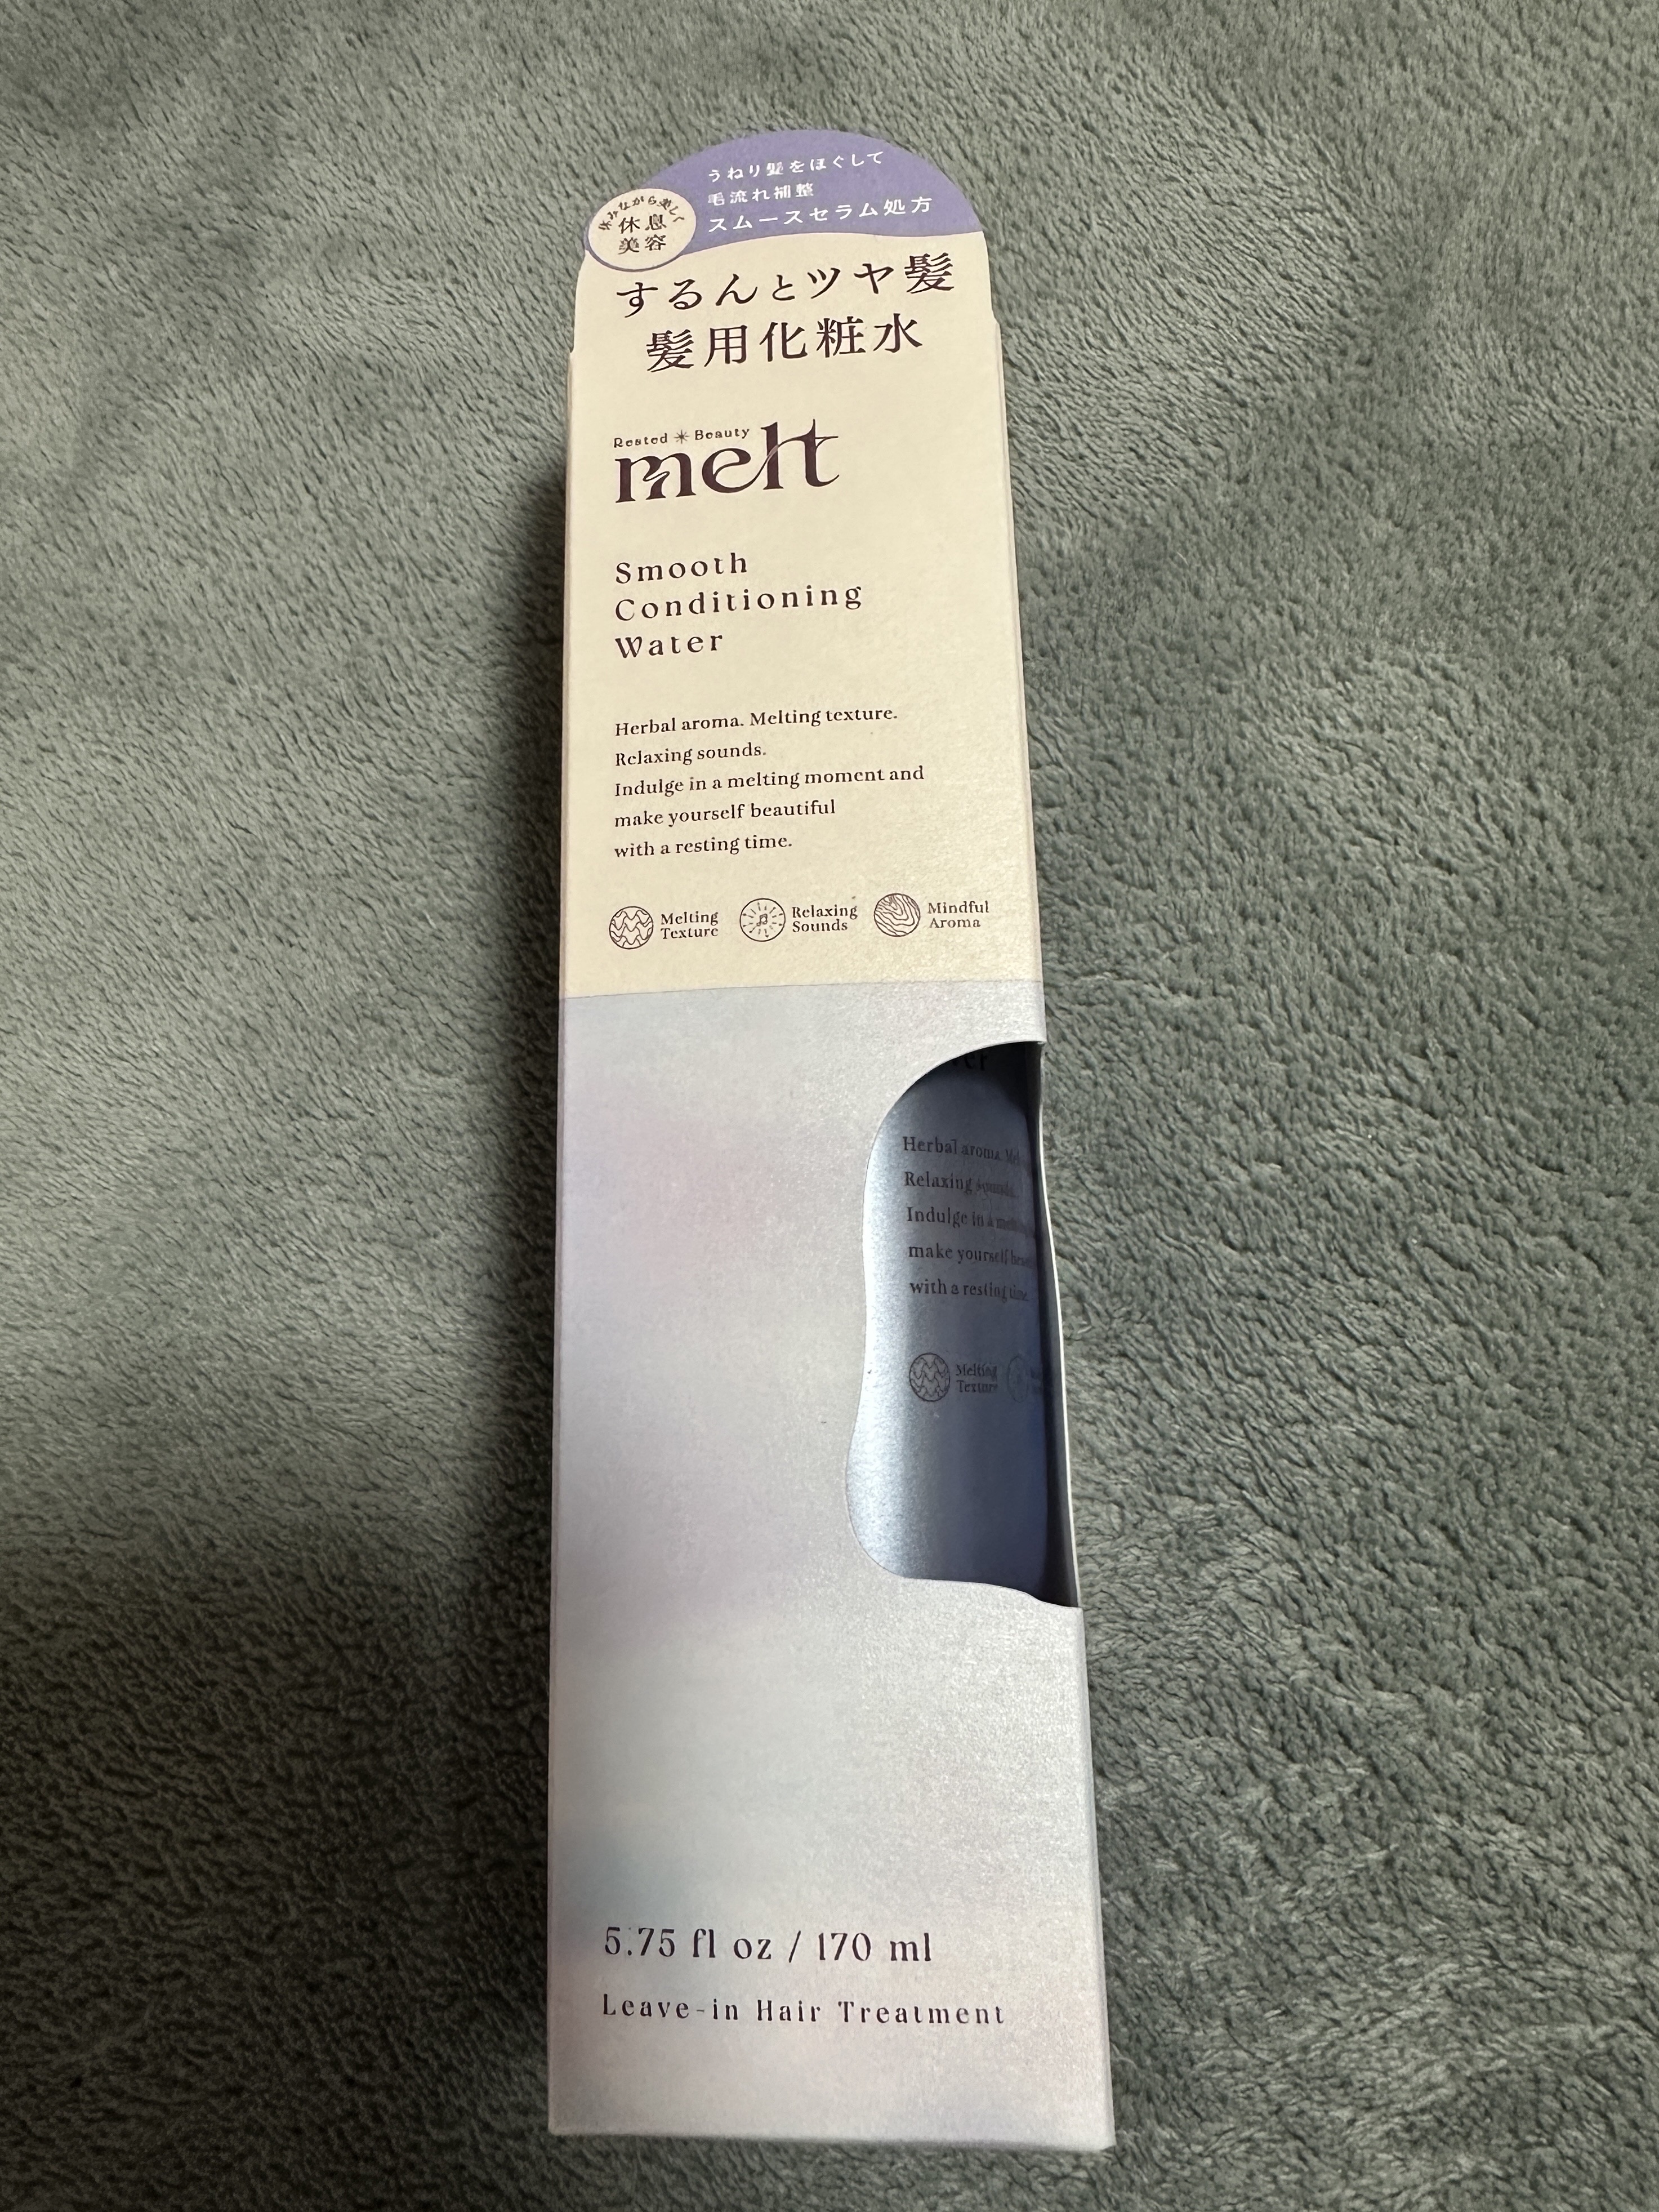 うねり髪をほぐして
毛流れ補整
スムースセラム処方
休みながら美しく
休息
美容
するんとツヤ髪
髪用化粧水
Rested Beauty
melt
Smooth
Conditioning
Water
Herbal aroma. Melting texture.
Relaxing sounds.
Indulge in a melting moment and
make yourself beautiful
with a resting time.
Melting
Texture
Relaxing
Sounds
Mindful
Aroma
Herbal aroma. Mel
Relaxing sounds.
Indulge in a melt
make yourself beau
with a resting time.
Melting
Texture
5.75 fl oz / 170 ml
Leave-in Hair Treatment